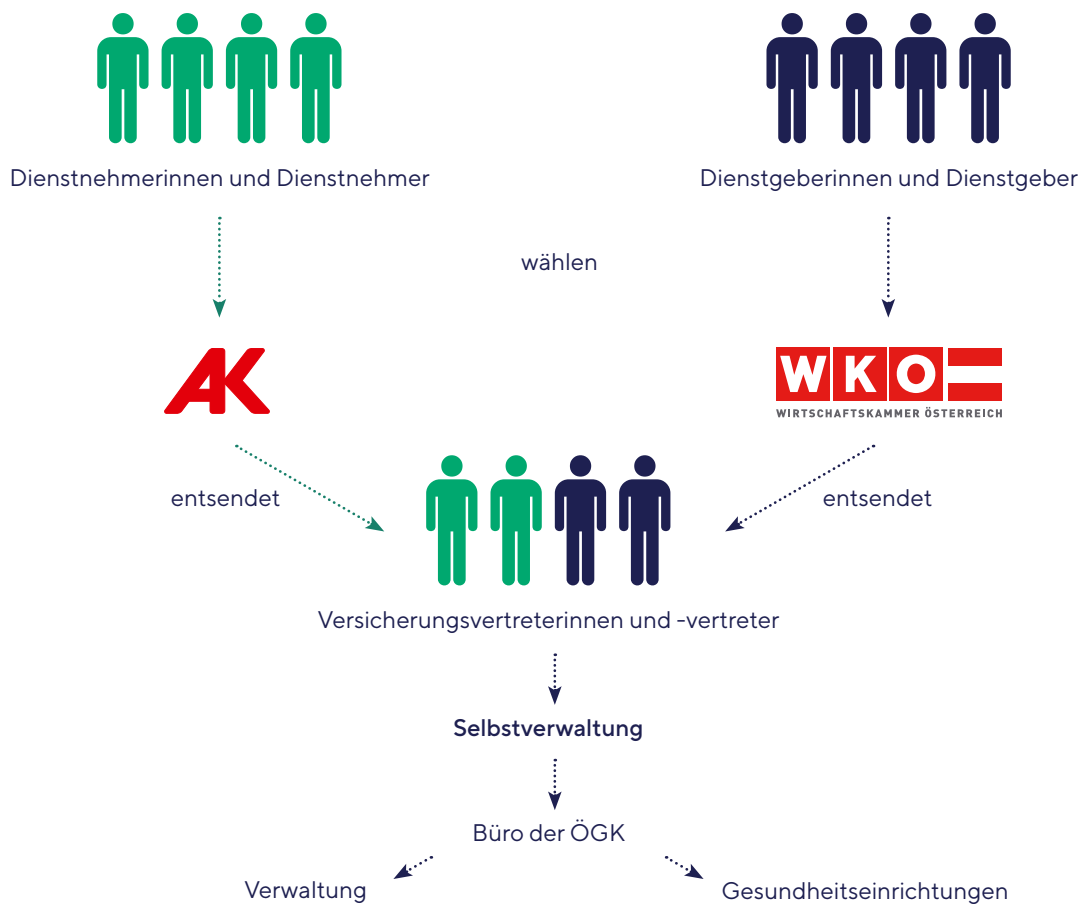 Dienstnehmerinnen und Dienstnehmer
Dienstgeberinnen und Dienstgeber
wählen
AK
WKO
WIRTSCHAFTSKAMMER ÖSTERREICH
entsendet
entsendet
Versicherungsvertreterinnen und -vertreter
Selbstverwaltung
Büro der ÖGK
Verwaltung
Gesundheitseinrichtungen